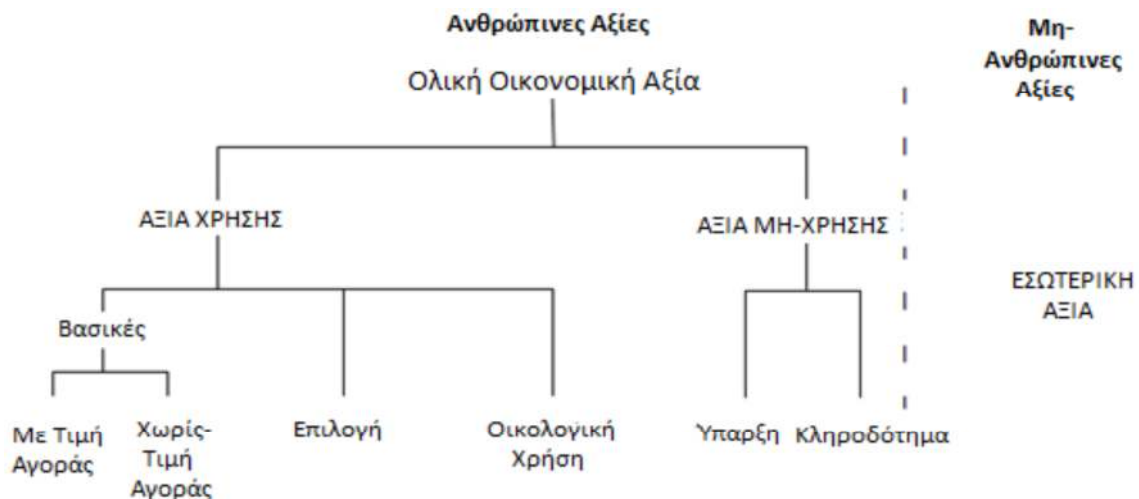 Ανθρώπινες Αξίες
Μη-
Ανθρώπινες
Αξίες
Ολική Οικονομική Αξία
ΑΞΙΑ ΧΡΗΣΗΣ
ΑΞΙΑ ΜΗ-ΧΡΗΣΗΣ
ΕΣΩΤΕΡΙΚΗ
ΑΞΙΑ
Βασικές
Με Τιμή
Αγοράς
Χωρίς-
Τιμή
Αγοράς
Επιλογή
Οικολογική
Χρήση
Ύπαρξη
Κληροδότημα